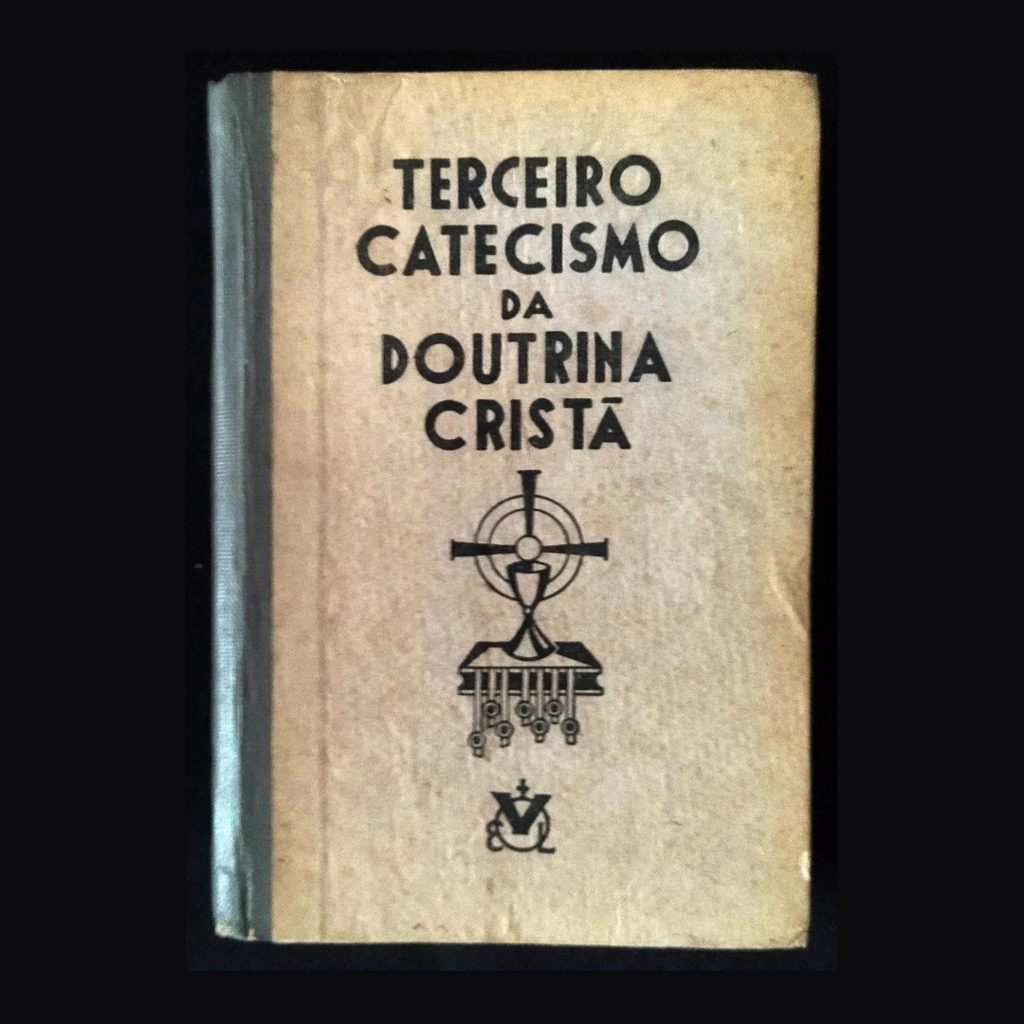 TERCEIRO
CATECISMO
DA
DOUTRINA
CRISTÃ
E V L